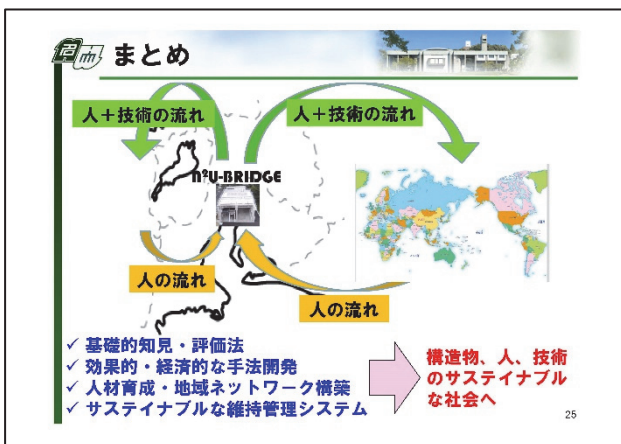 まとめ
人＋技術の流れ
人＋技術の流れ
n²U-BRIDGE
人の流れ
人の流れ
✓ 基礎的知見・評価法
✓ 効果的・経済的な手法開発
✓ 人材育成・地域ネットワーク構築
✓ サステイナブルな維持管理システム
構造物、人、技術
のサステイナブル
な社会へ
25